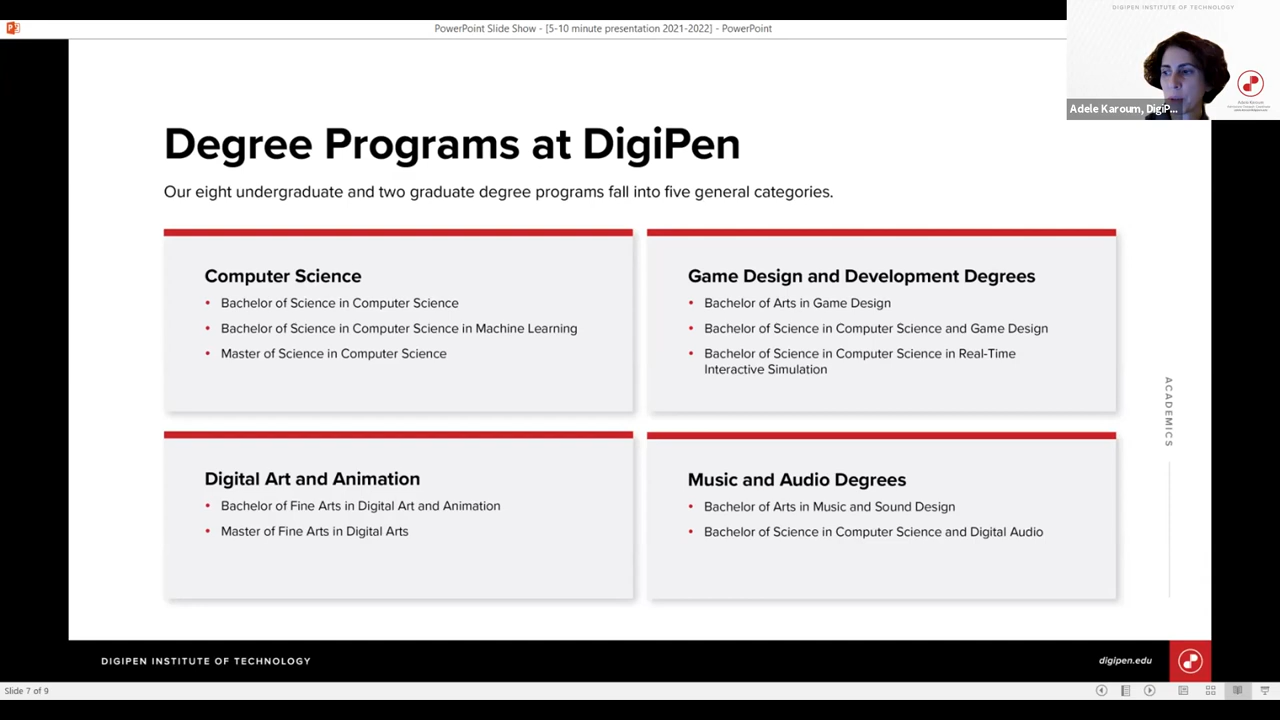 DIGIPEN INSTITUTE OF TECHNOLOGY
PowerPoint Slide Show - [5-10 minute presentation 2021-2022] - PowerPoint
Adele Karoum, DigiP...
Degree Programs at DigiPen
Our eight undergraduate and two graduate degree programs fall into five general categories.
Computer Science
• Bachelor of Science in Computer Science
• Bachelor of Science in Computer Science in Machine Learning
• Master of Science in Computer Science
Game Design and Development Degrees
• Bachelor of Arts in Game Design
• Bachelor of Science in Computer Science and Game Design
• Bachelor of Science in Computer Science in Real-Time
Interactive Simulation
Digital Art and Animation
• Bachelor of Fine Arts in Digital Art and Animation
• Master of Fine Arts in Digital Arts
Music and Audio Degrees
• Bachelor of Arts in Music and Sound Design
• Bachelor of Science in Computer Science and Digital Audio
ACADEMICS
DIGIPEN INSTITUTE OF TECHNOLOGY
digipen.edu
Slide 7 of 9